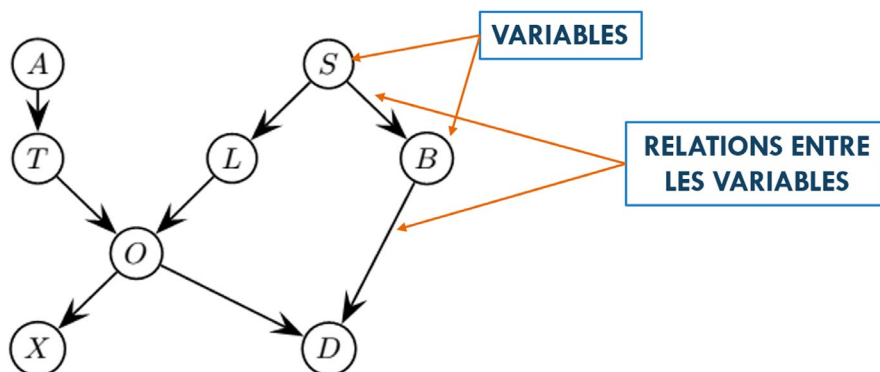 VARIABLES
A
S
RELATIONS ENTRE
LES VARIABLES
T
L
B
O
X
D